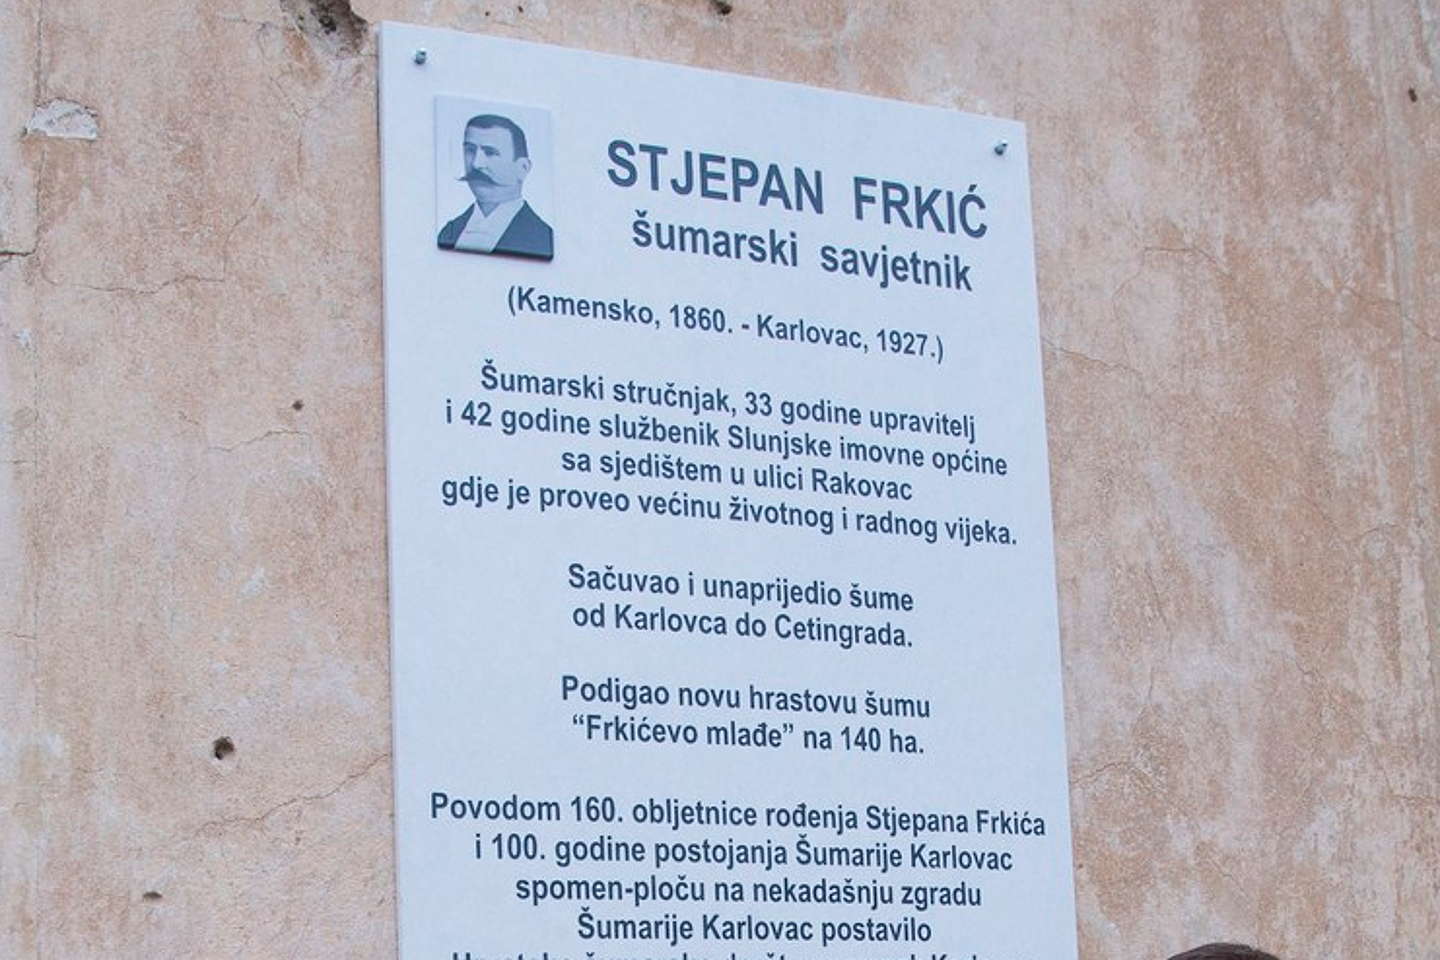 STJEPAN FRKIĆ
šumarski savjetnik
(Kamensko, 1860. - Karlovac, 1927.)
Šumarski stručnjak, 33 godine upravitelj
i 42 godine službenik Slunjske imovne općine
sa sjedištem u ulici Rakovac
gdje je proveo većinu životnog i radnog vijeka.
Sačuvao i unaprijedio šume
od Karlovca do Cetingrada.
Podigao novu hrastovu šumu
“Frkićevo mlađe” na 140 ha.
Povodom 160. obljetnice rođenja Stjepana Frkića
i 100. godine postojanja Šumarije Karlovac
spomen-ploču na nekadašnju zgradu
Šumarije Karlovac postavilo